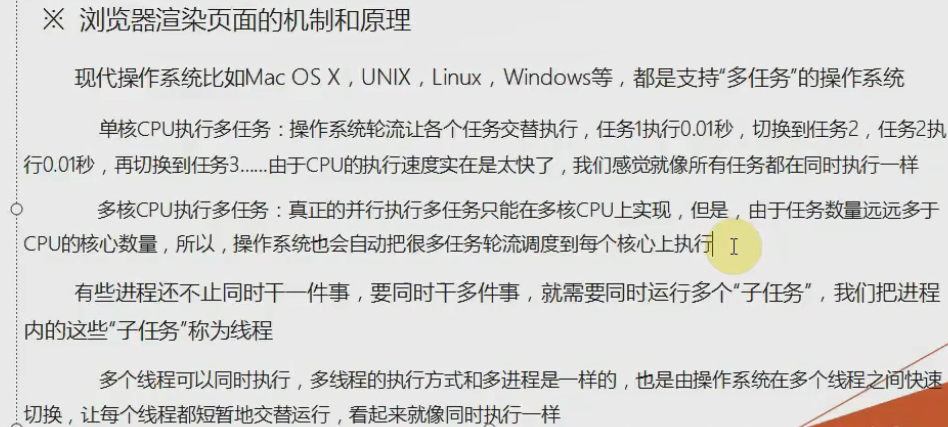 ※ 浏览器渲染页面的机制和原理
现代操作系统比如Mac OS X，UNIX，Linux，Windows等，都是支持“多任务”的操作系统
单核CPU执行多任务：操作系统轮流让各个任务交替执行，任务1执行0.01秒，切换到任务2，任务2执
行0.01秒，再切换到任务3……由于CPU的执行速度实在是太快了，我们感觉就像所有任务都在同时执行一样
多核CPU执行多任务：真正的并行执行多任务只能在多核CPU上实现，但是，由于任务数量远远多于
CPU的核心数量，所以，操作系统也会自动把很多任务轮流调度到每个核心上执行
有些进程还不止同时干一件事，要同时干多件事，就需要同时运行多个“子任务”，我们把进程
内的这些“子任务”称为线程
多个线程可以同时执行，多线程的执行方式和多进程是一样的，也是由操作系统在多个线程之间快速
切换，让每个线程都短暂地交替运行，看起来就像同时执行一样